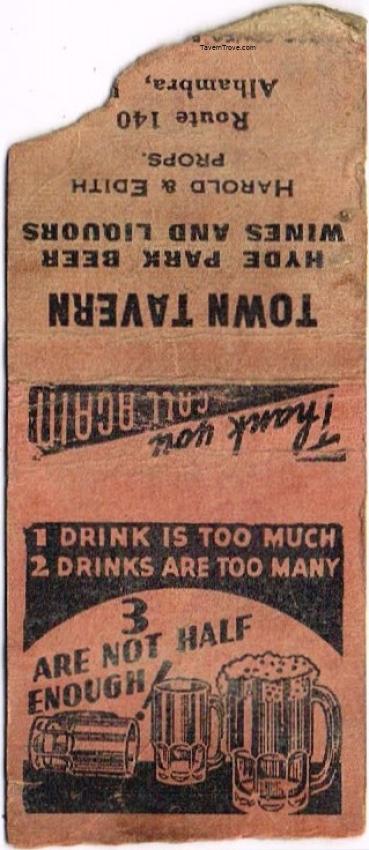 TavernTrove.com
TOWN TAVERN
HYDE PARK BEER
WINES AND LIQUORS
HAROLD & EDITH
PROPS.
Route 140
Alhambra,
Thank you
CALL AGAIN
1 DRINK IS TOO MUCH
2 DRINKS ARE TOO MANY
3
ARE NOT HALF
ENOUGH!